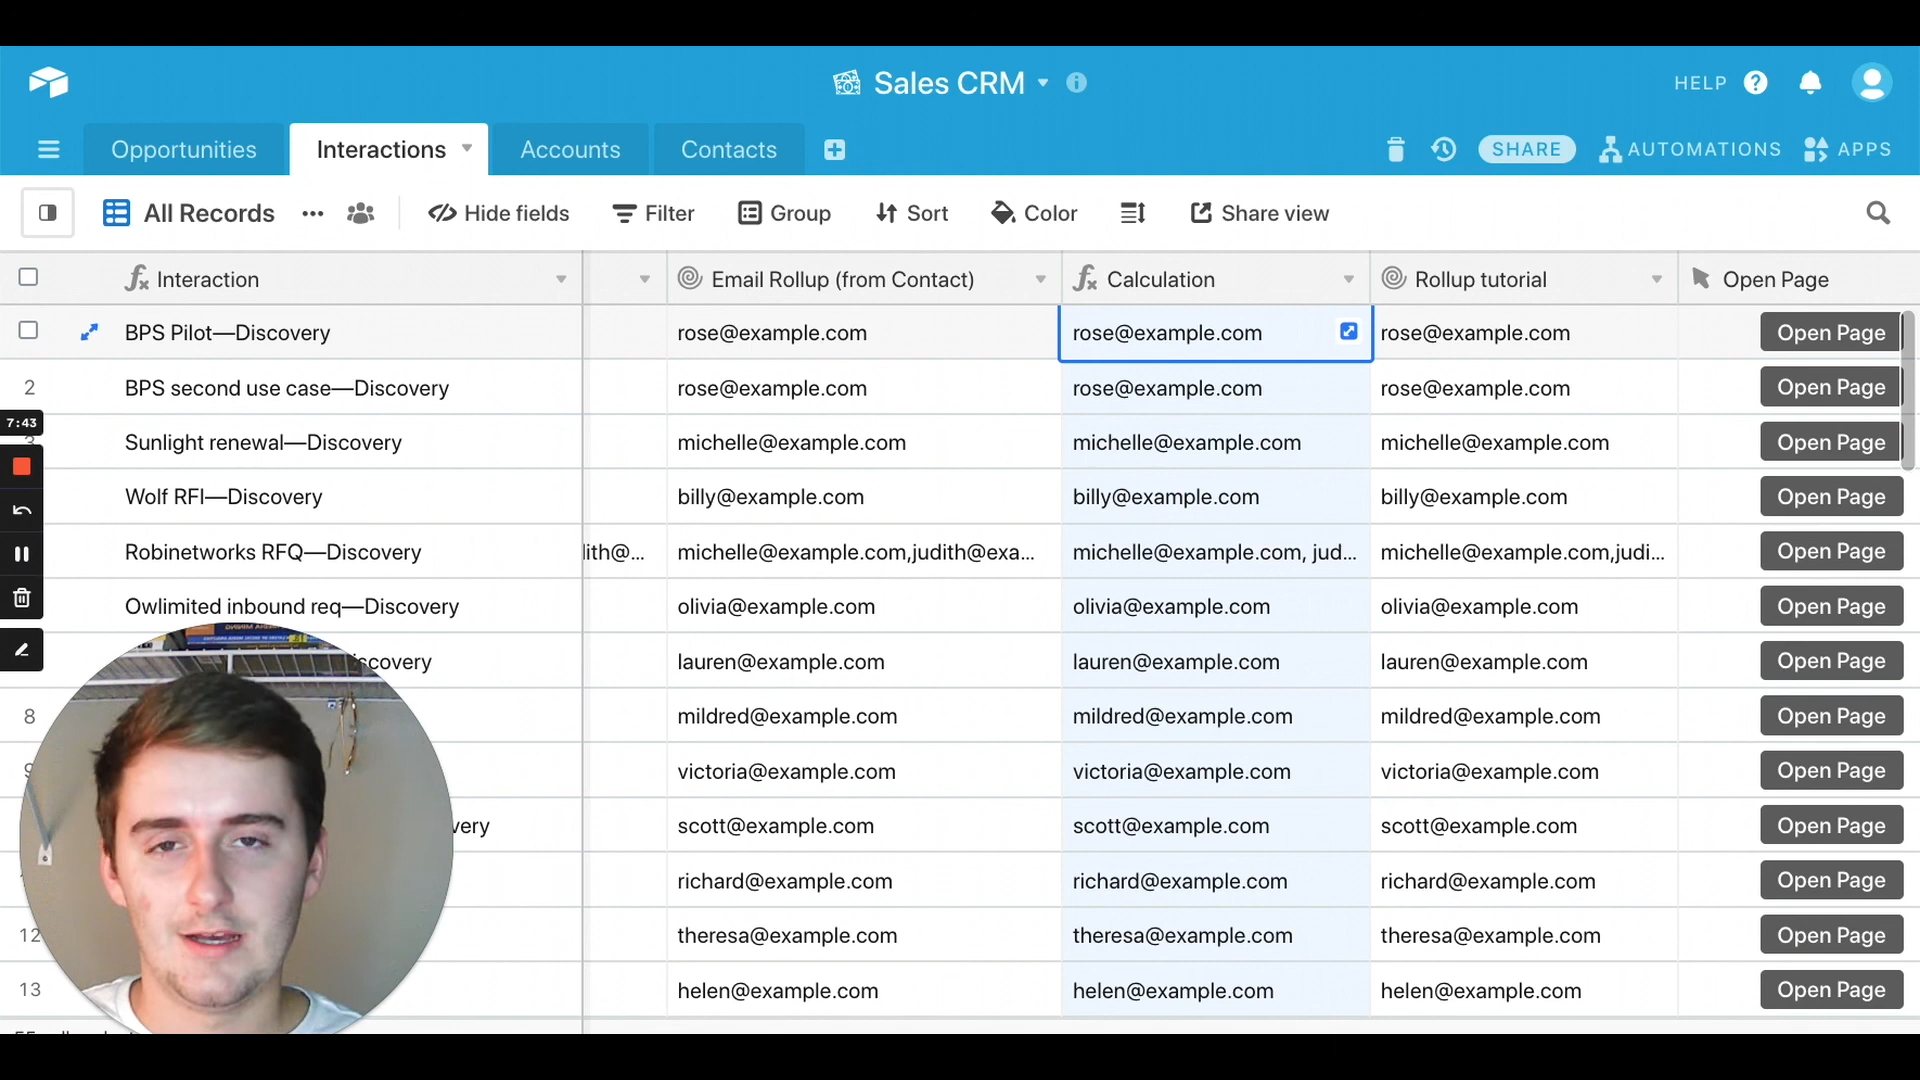 Sales CRM
HELP
Opportunities Interactions Accounts Contacts SHARE AUTOMATIONS APPS
All Records ... Hide fields Filter Group Sort Color Share view
Interaction Email Rollup (from Contact) Calculation Rollup tutorial Open Page
BPS Pilot—Discovery rose@example.com rose@example.com rose@example.com Open Page
2 BPS second use case—Discovery rose@example.com rose@example.com rose@example.com Open Page
7:43
3 Sunlight renewal—Discovery michelle@example.com michelle@example.com michelle@example.com Open Page
Wolf RFI—Discovery billy@example.com billy@example.com billy@example.com Open Page
Robinetworks RFQ—Discovery lith@... michelle@example.com,judith@exa... michelle@example.com, jud... michelle@example.com,judi... Open Page
Owlimited inbound req—Discovery olivia@example.com olivia@example.com olivia@example.com Open Page
scovery lauren@example.com lauren@example.com lauren@example.com Open Page
8 mildred@example.com mildred@example.com mildred@example.com Open Page
9 victoria@example.com victoria@example.com victoria@example.com Open Page
very scott@example.com scott@example.com scott@example.com Open Page
richard@example.com richard@example.com richard@example.com Open Page
12 theresa@example.com theresa@example.com theresa@example.com Open Page
13 helen@example.com helen@example.com helen@example.com Open Page